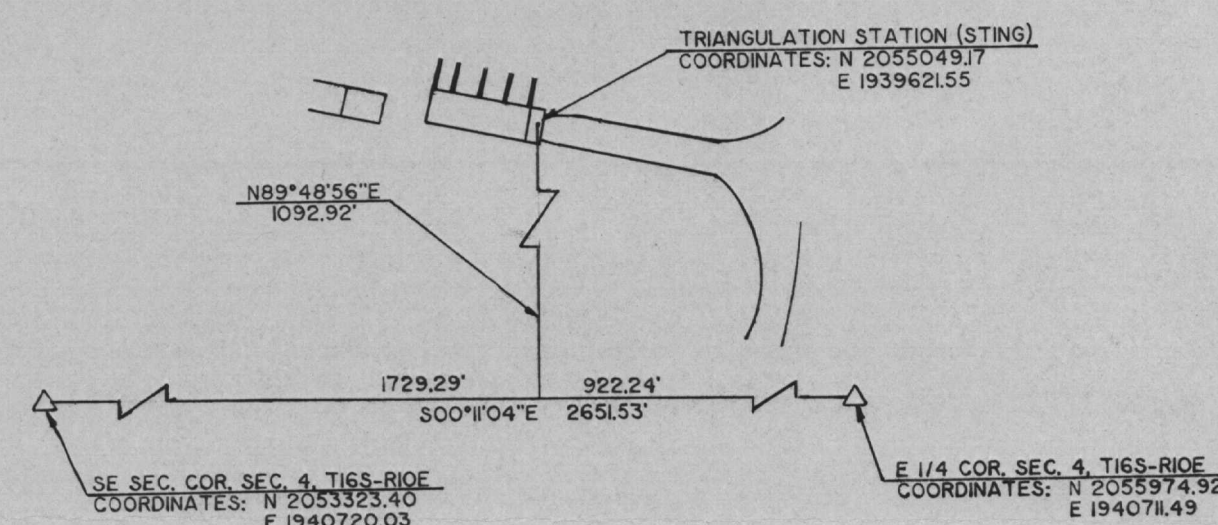 TRIANGULATION STATION (STING)
COORDINATES: N 2055049.17
E 1939621.55
N89°48'56"E
1092.92'
1729.29' 922.24'
S00°11'04"E 2651.53'
SE SEC. COR. SEC. 4, T16S-R10E
COORDINATES: N 2053323.40
E 1940720.03
E 1/4 COR. SEC. 4, T16S-R10E
COORDINATES: N 2055974.92
E 1940711.49